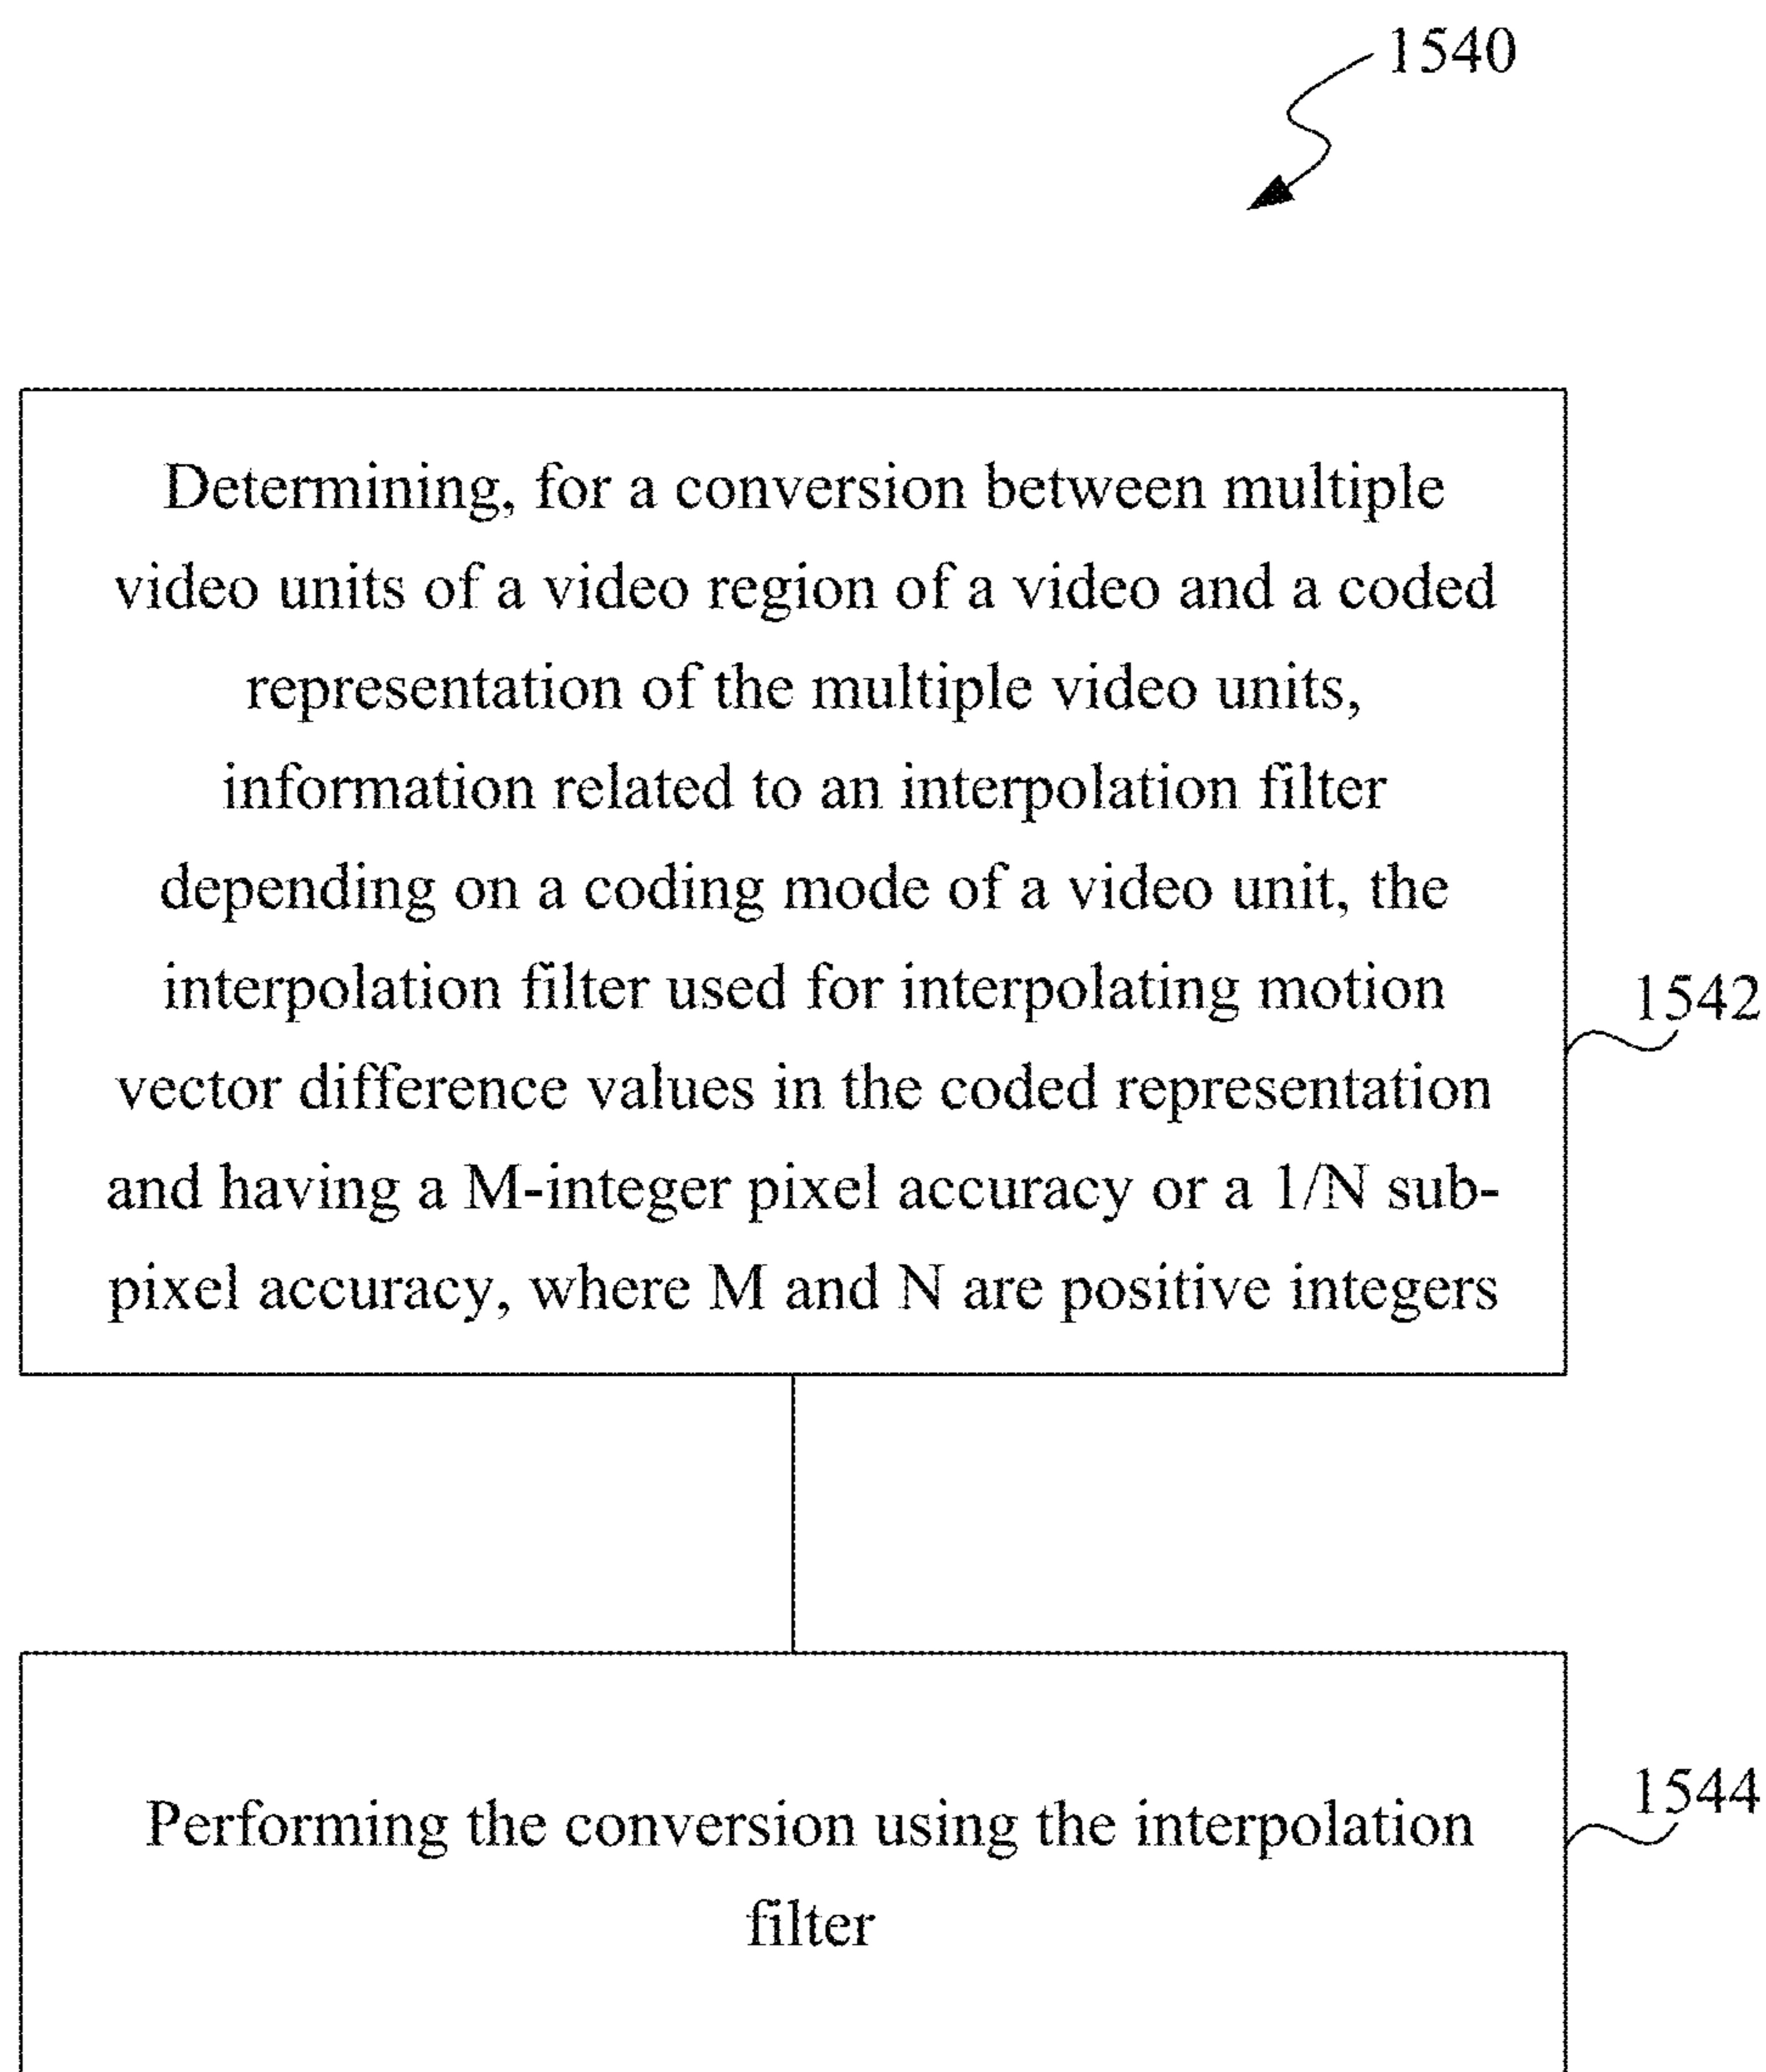 1540
Determining, for a conversion between multiple
video units of a video region of a video and a coded
representation of the multiple video units,
information related to an interpolation filter
depending on a coding mode of a video unit, the
interpolation filter used for interpolating motion
vector difference values in the coded representation
and having a M-integer pixel accuracy or a 1/N sub-
pixel accuracy, where M and N are positive integers
1542
Performing the conversion using the interpolation
filter
1544